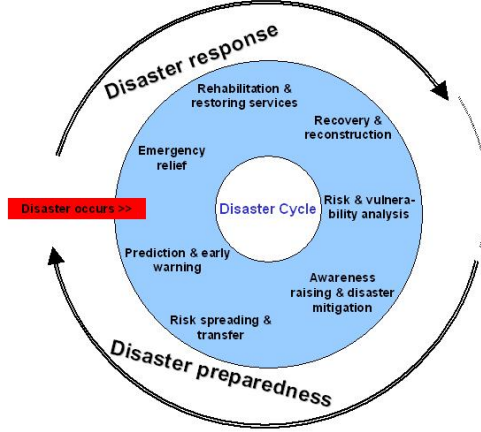 Disaster response
Rehabilitation &
restoring services
Recovery &
reconstruction
Emergency
relief
Disaster occurs >>
Disaster Cycle
Risk & vulnera-
bility analysis
Prediction & early
warning
Awareness
raising & disaster
mitigation
Risk spreading &
transfer
Disaster preparedness